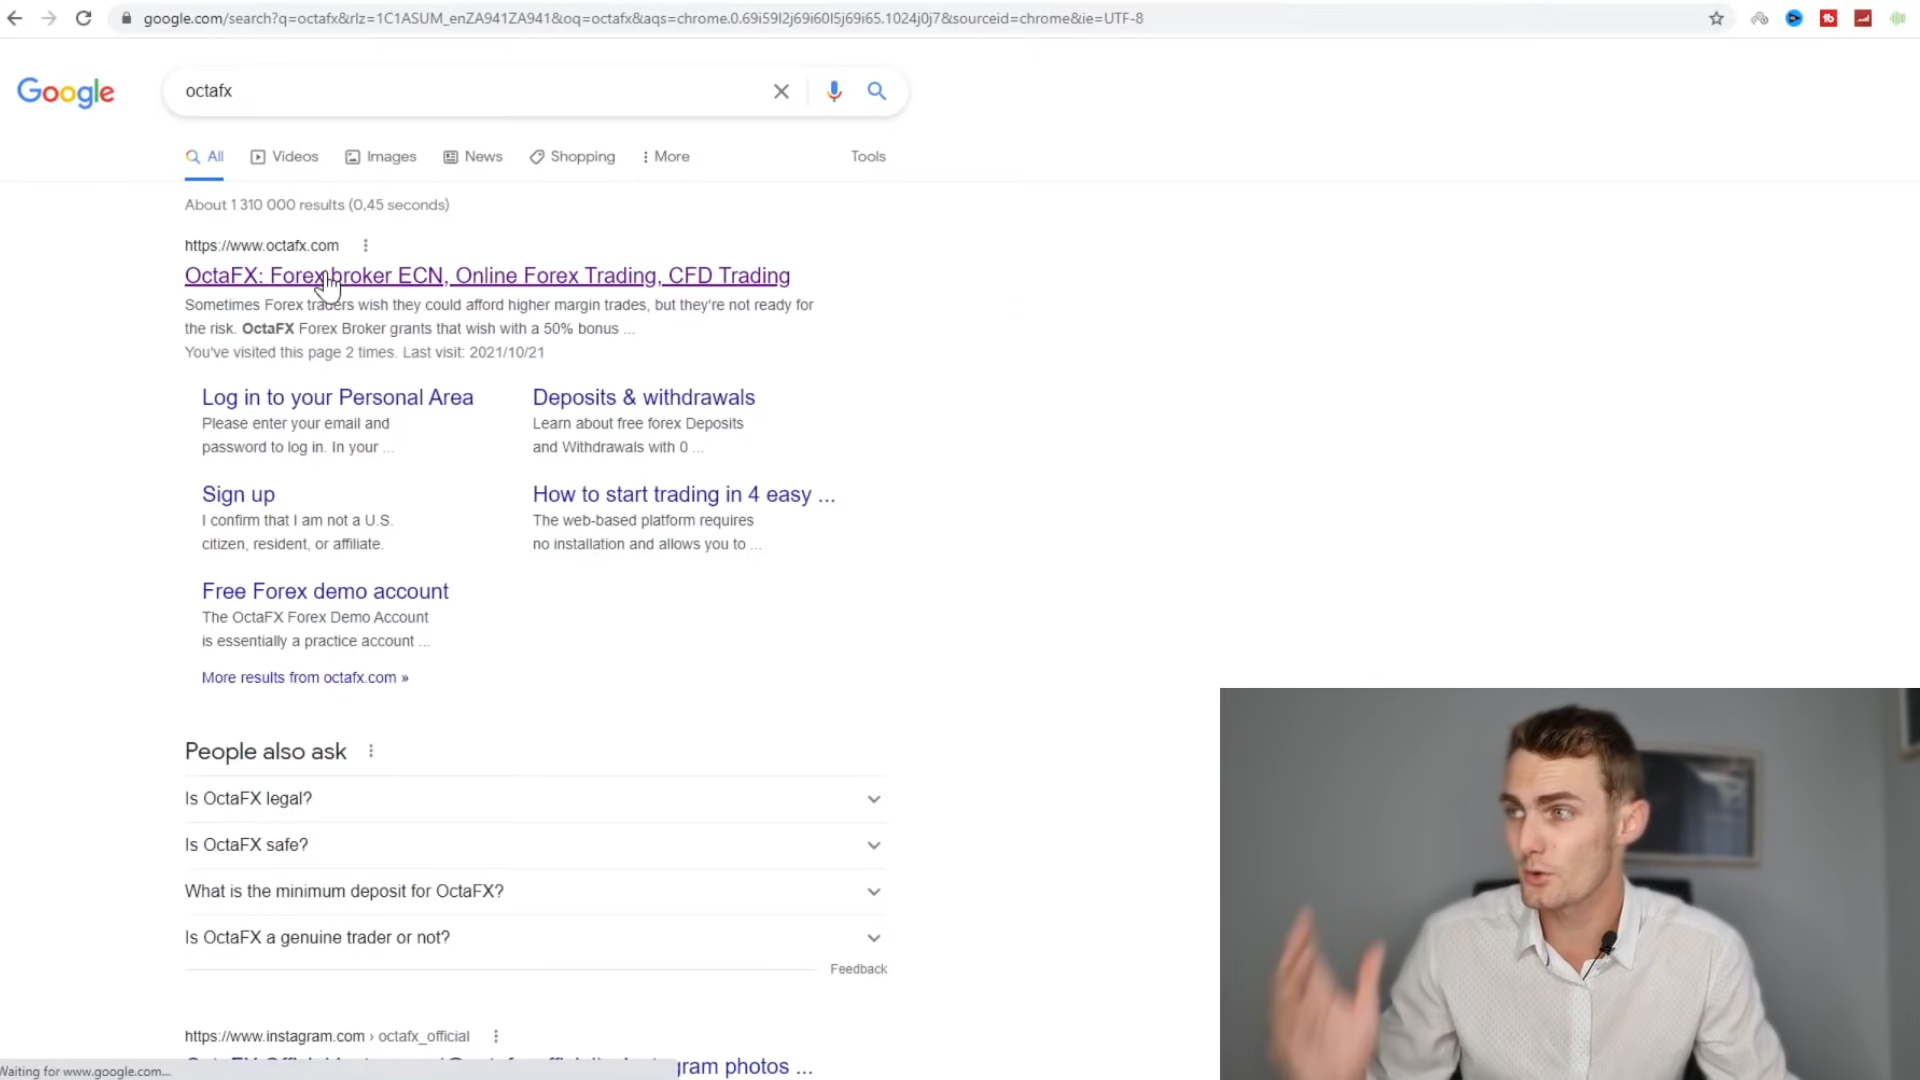 google.com/search?q=octafx&rlz=1C1ASUM_enZA941ZA941&oq=octafx&aqs=chrome.0.69i59l2j69i60l5j69i65.1024j0j7&sourceid=chrome&ie=UTF-8
Google
octafx
All
Videos
Images
News
Shopping
More
Tools
About 1 310 000 results (0,45 seconds)
https://www.octafx.com
OctaFX: Forex broker ECN, Online Forex Trading, CFD Trading
Sometimes Forex traders wish they could afford higher margin trades, but they're not ready for
the risk. OctaFX Forex Broker grants that wish with a 50% bonus ...
You've visited this page 2 times. Last visit: 2021/10/21
Log in to your Personal Area
Please enter your email and
password to log in. In your ...
Deposits & withdrawals
Learn about free forex Deposits
and Withdrawals with 0 ...
Sign up
I confirm that I am not a U.S.
citizen, resident, or affiliate.
How to start trading in 4 easy ...
The web-based platform requires
no installation and allows you to ...
Free Forex demo account
The OctaFX Forex Demo Account
is essentially a practice account ...
More results from octafx.com »
People also ask
Is OctaFX legal?
Is OctaFX safe?
What is the minimum deposit for OctaFX?
Is OctaFX a genuine trader or not?
Feedback
https://www.instagram.com › octafx_official
gram photos ...
Waiting for www.google.com...